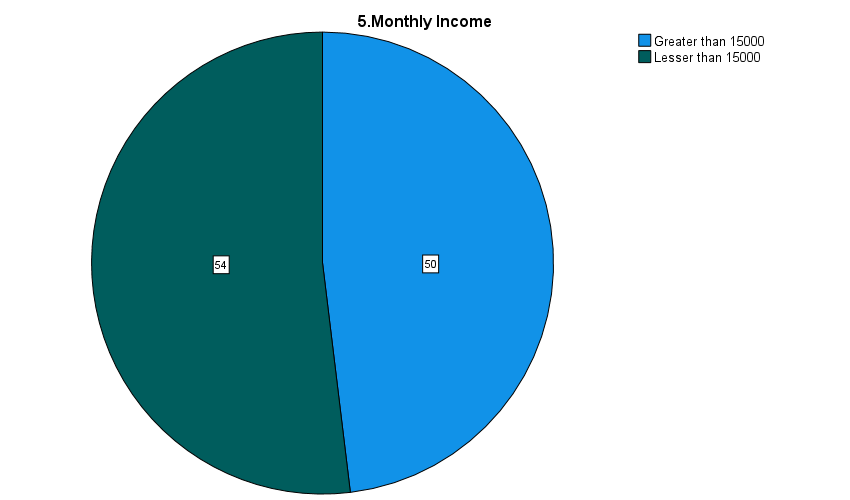 5.Monthly Income
Greater than 15000
Lesser than 15000
54
50